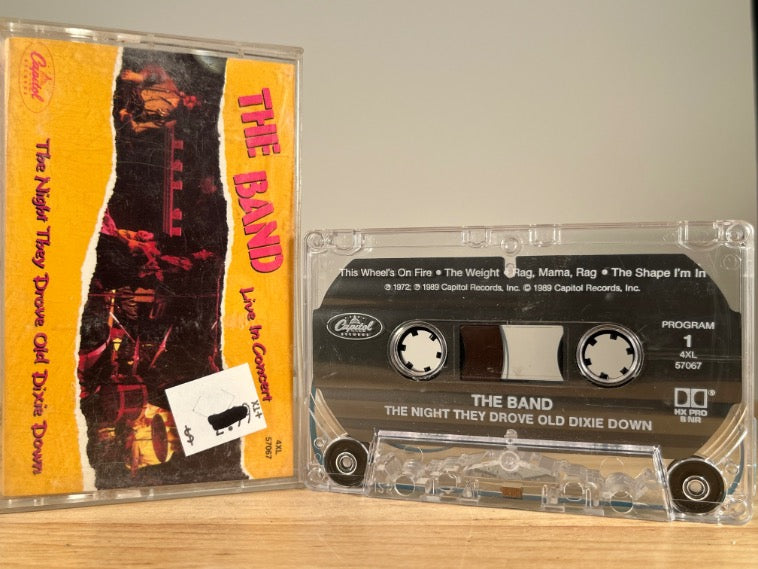 Capitol
RECORDS
THE BAND
Live In Concert
The Night They Drove Old Dixie Down
4XL
57067
This Wheel's On Fire • The Weight • Rag, Mama, Rag • The Shape I'm In
℗ 1972; ℗ 1989 Capitol Records, Inc. © 1989 Capitol Records, Inc.
Capitol
RECORDS
PROGRAM
1
4XL
57067
HX PRO
B NR
THE BAND
THE NIGHT THEY DROVE OLD DIXIE DOWN